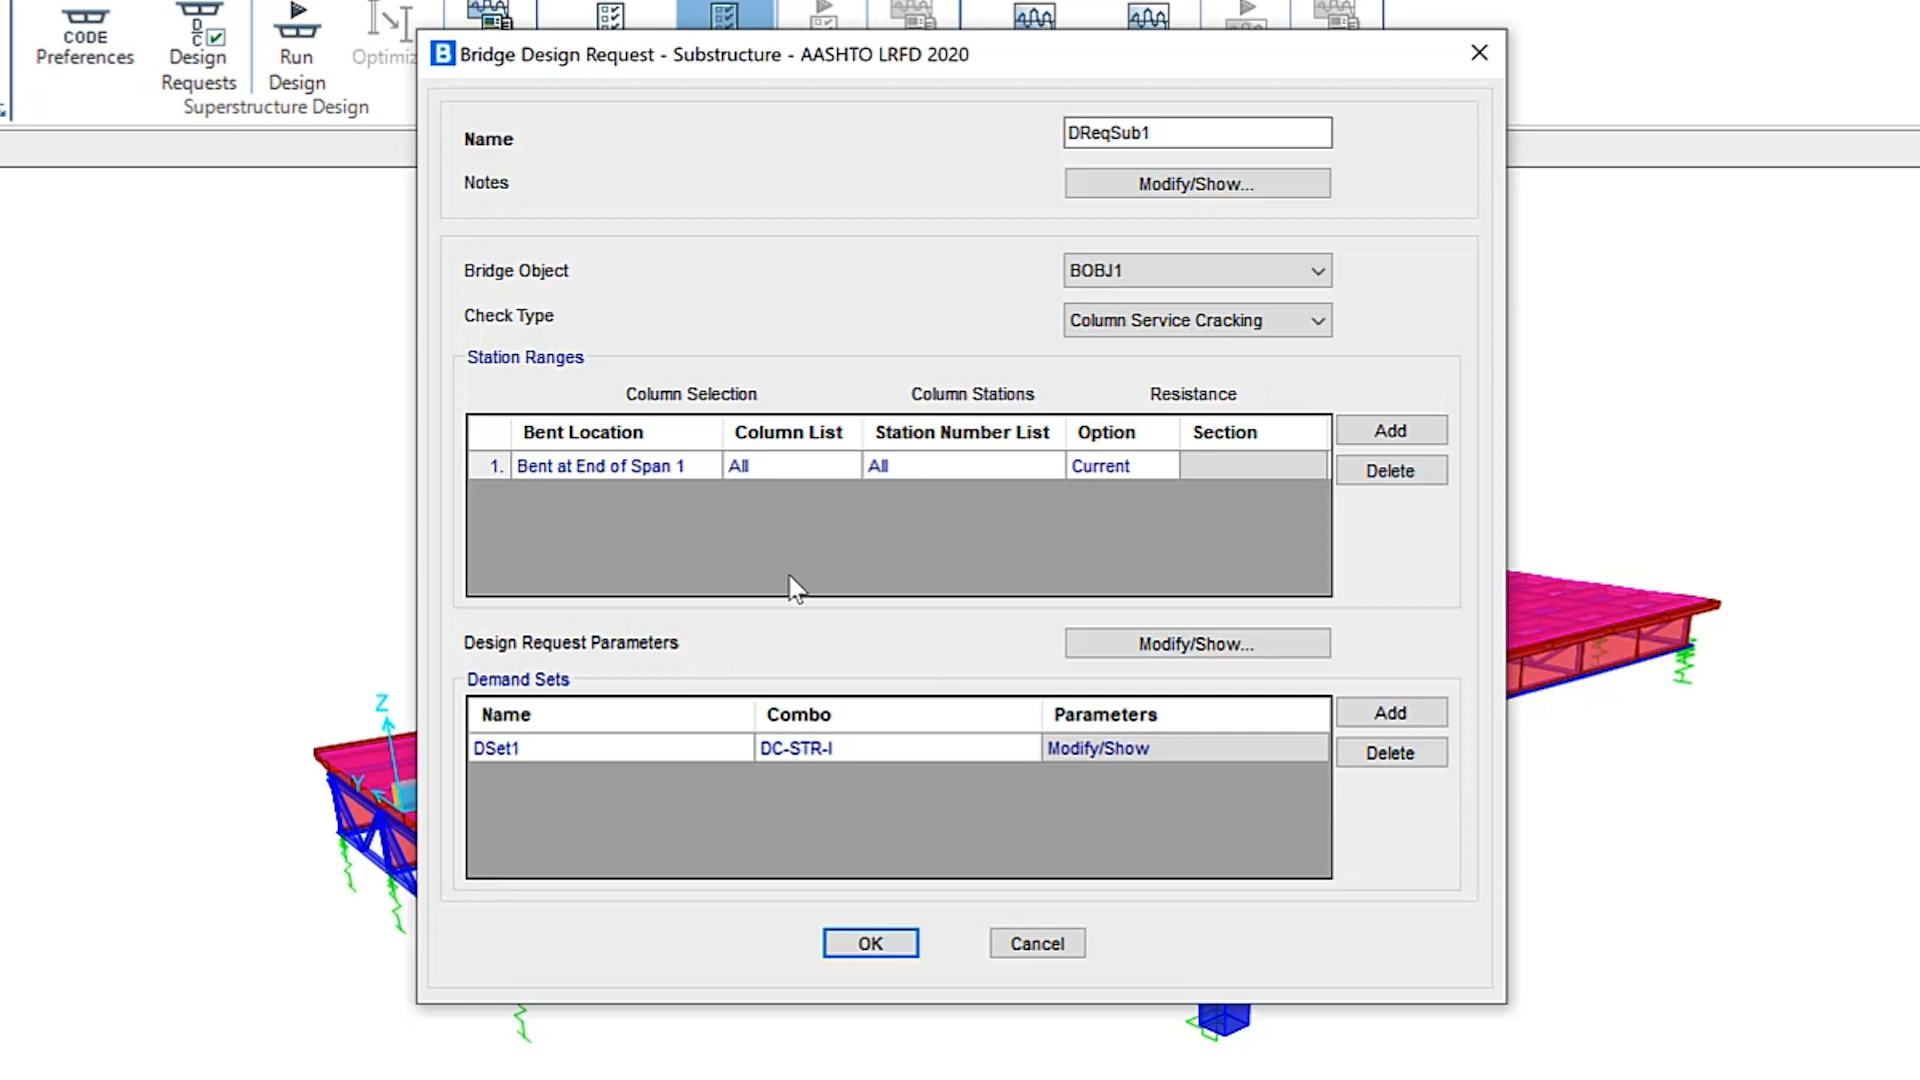 CODE
Preferences
D
C
Design
Requests
Run
Design
Superstructure Design
B Bridge Design Request - Substructure - AASHTO LRFD 2020
Name
DReqSub1
Notes
Modify/Show...
Bridge Object
BOBJ1
Check Type
Column Service Cracking
Station Ranges
Column Selection
Column Stations
Resistance
Bent Location
Column List
Station Number List
Option
Section
1.
Bent at End of Span 1
All
All
Current
Add
Delete
Design Request Parameters
Modify/Show...
Demand Sets
Name
Combo
Parameters
DSet1
DC-STR-I
Modify/Show
Add
Delete
OK
Cancel
Z
Y